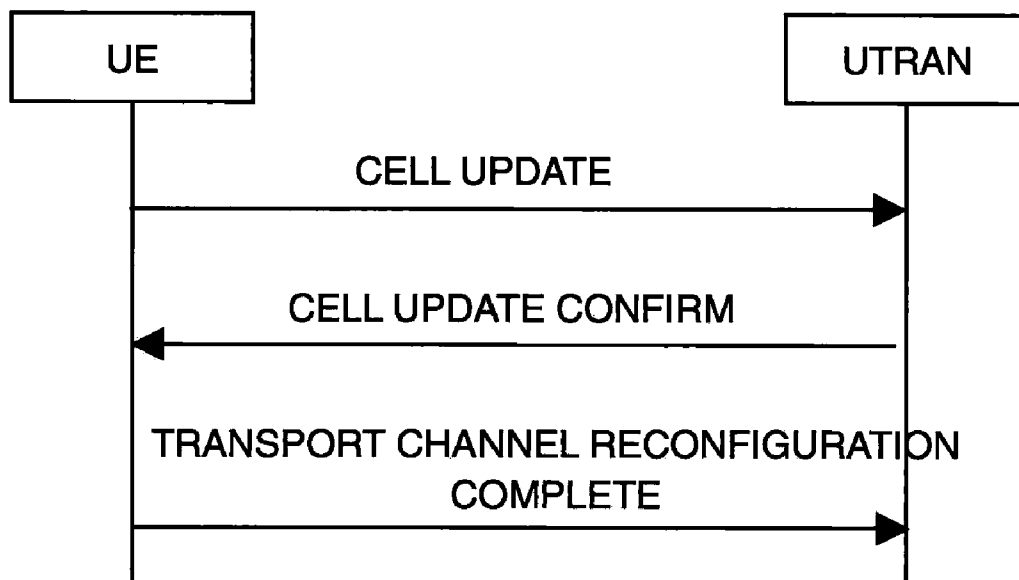 UE
UTRAN
CELL UPDATE
CELL UPDATE CONFIRM
TRANSPORT CHANNEL RECONFIGURATION
COMPLETE